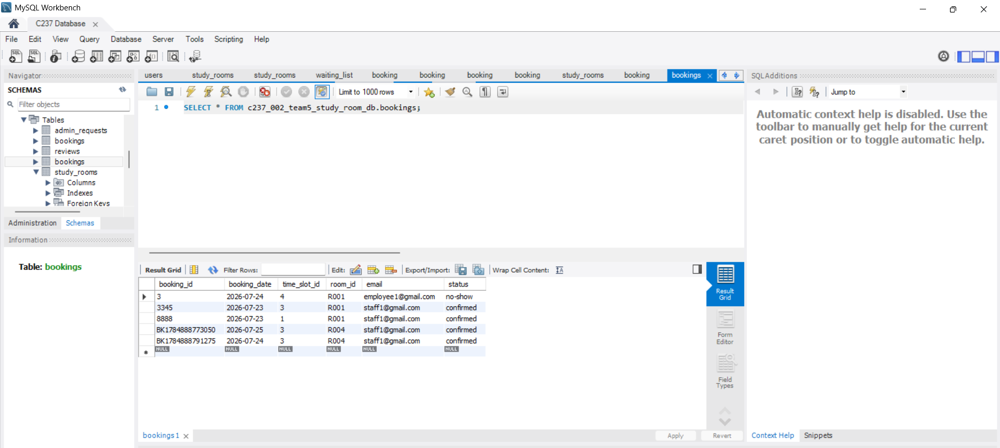 MySQL Workbench
C237 Database
File Edit View Query Database Server Tools Scripting Help
Navigator
SCHEMAS
Filter objects
Tables
admin_requests
bookings
reviews
bookings
study_rooms
Columns
Indexes
Foreign Keys
Administration Schemas
Information
Table: bookings
users study_rooms study_rooms waiting_list booking booking booking booking study_rooms booking bookings
Limit to 1000 rows
1 SELECT * FROM c237_002_team5_study_room_db.bookings;
Result Grid Filter Rows: Edit: Export/Import: Wrap Cell Content:
booking_id booking_date time_slot_id room_id email status
3 2026-07-24 4 R001 employee1@gmail.com no-show
3345 2026-07-23 3 R001 staff1@gmail.com confirmed
8888 2026-07-23 1 R001 staff1@gmail.com confirmed
BK1784888773050 2026-07-25 3 R004 staff1@gmail.com confirmed
BK1784888791275 2026-07-24 3 R004 staff1@gmail.com confirmed
NULL NULL NULL NULL NULL NULL
Result
Grid
Form
Editor
Field
Types
bookings 1
Apply Revert
SQLAdditions
Jump to
Automatic context help is disabled. Use the
toolbar to manually get help for the current
caret position or to toggle automatic help.
Context Help Snippets